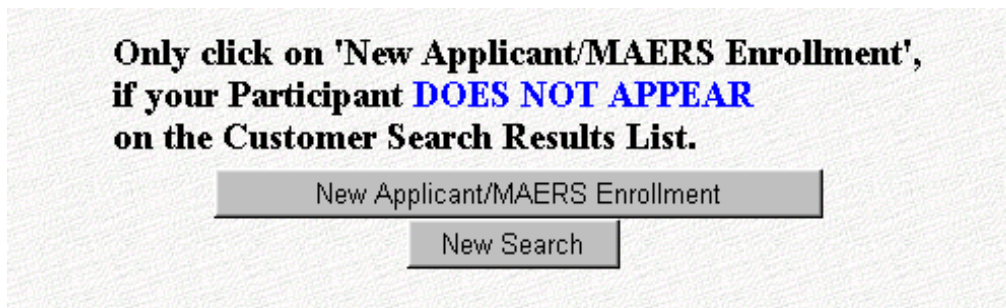 Only click on 'New Applicant/MAERS Enrollment',
if your Participant DOES NOT APPEAR
on the Customer Search Results List.
New Applicant/MAERS Enrollment
New Search